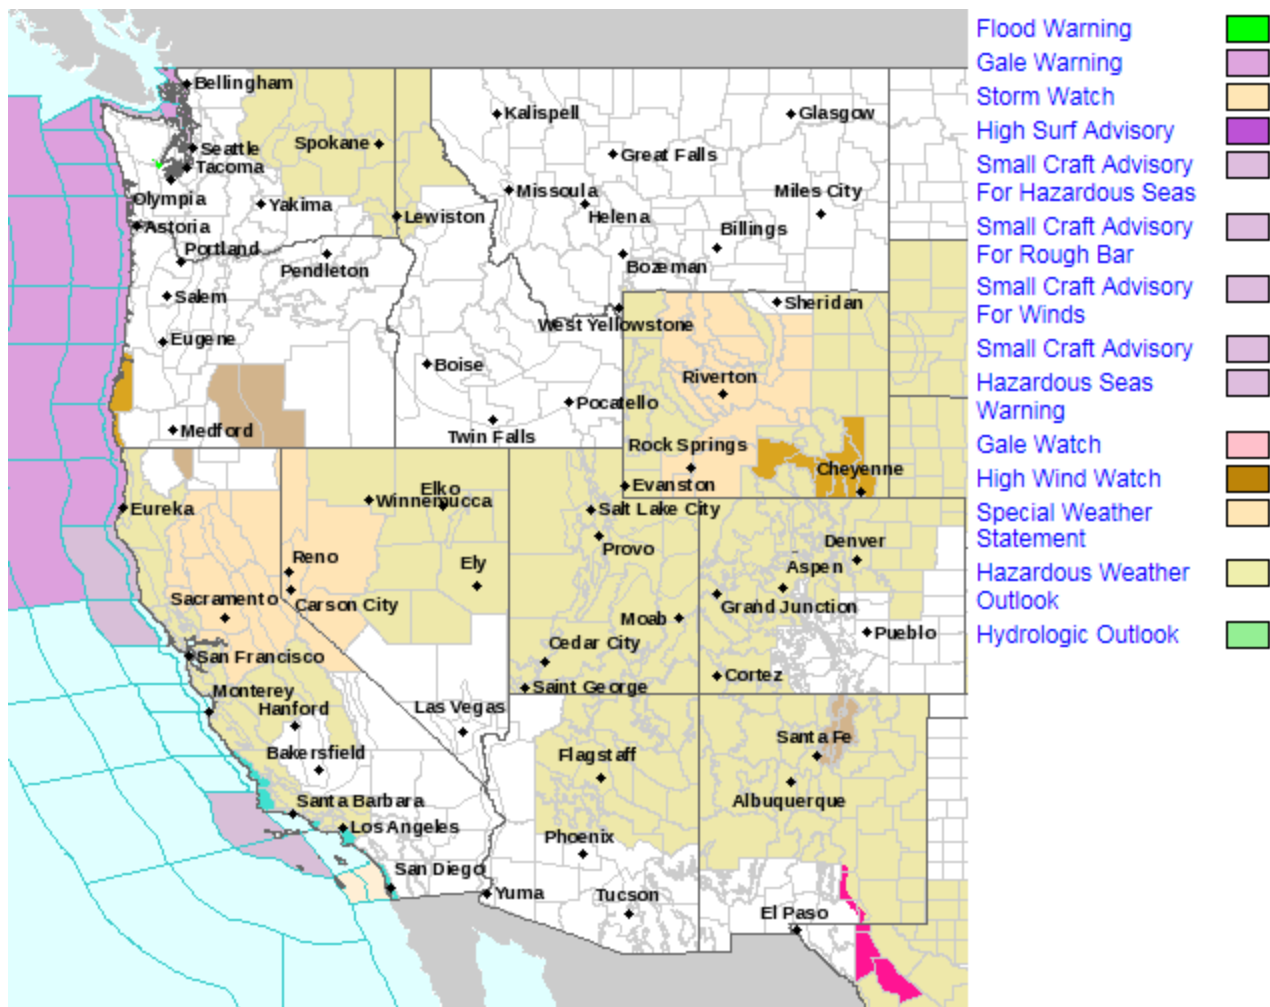 Flood Warning
Gale Warning
Storm Watch
High Surf Advisory
Small Craft Advisory
For Hazardous Seas
Small Craft Advisory
For Rough Bar
Small Craft Advisory
For Winds
Small Craft Advisory
Hazardous Seas
Warning
Gale Watch
High Wind Watch
Special Weather
Statement
Hazardous Weather
Outlook
Hydrologic Outlook
Bellingham
Kalispell
Glasgow
Seattle
Spokane
Great Falls
Tacoma
Olympia
Yakima
Missoula
Miles City
Lewiston
Helena
Astoria
Billings
Portland
Pendleton
Bozeman
Salem
Sheridan
West Yellowstone
Eugene
Boise
Riverton
Pocatello
Medford
Twin Falls
Rock Springs
Cheyenne
Evanston
Elko
Winnemucca
Eureka
Salt Lake City
Provo
Denver
Reno
Ely
Aspen
Sacramento
Carson City
Grand Junction
Moab
Pueblo
Cedar City
San Francisco
Cortez
Saint George
Monterey
Hanford
Las Vegas
Santa Fe
Bakersfield
Flagstaff
Albuquerque
Santa Barbara
Los Angeles
Phoenix
San Diego
Yuma
Tucson
El Paso